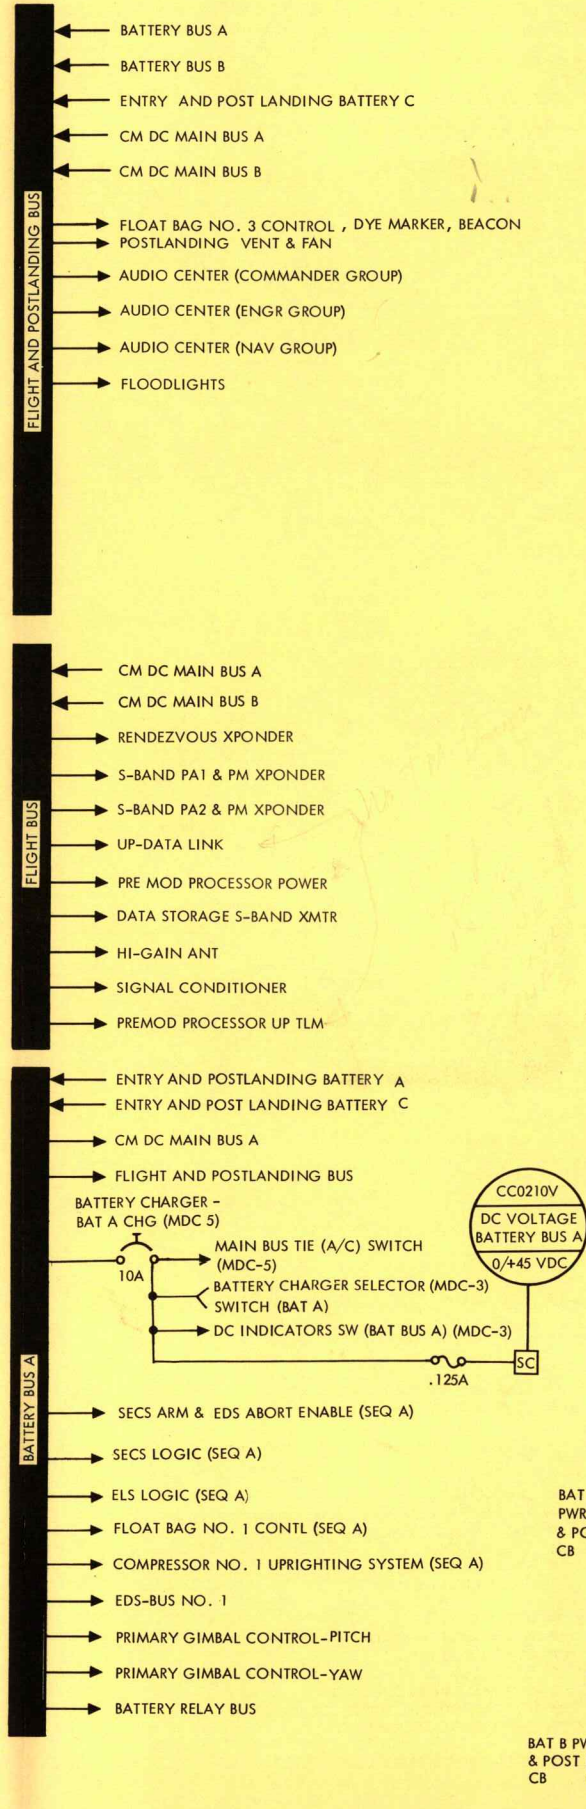 BATTERY BUS A
BATTERY BUS B
ENTRY AND POST LANDING BATTERY C
CM DC MAIN BUS A
CM DC MAIN BUS B
FLIGHT AND POSTLANDING BUS
FLOAT BAG NO. 3 CONTROL , DYE MARKER, BEACON
POSTLANDING VENT & FAN
AUDIO CENTER (COMMANDER GROUP)
AUDIO CENTER (ENGR GROUP)
AUDIO CENTER (NAV GROUP)
FLOODLIGHTS
CM DC MAIN BUS A
CM DC MAIN BUS B
RENDEZVOUS XPONDER
S-BAND PA1 & PM XPONDER
S-BAND PA2 & PM XPONDER
FLIGHT BUS
UP-DATA LINK
PRE MOD PROCESSOR POWER
DATA STORAGE S-BAND XMTR
HI-GAIN ANT
SIGNAL CONDITIONER
PREMOD PROCESSOR UP TLM
ENTRY AND POSTLANDING BATTERY A
ENTRY AND POST LANDING BATTERY C
CM DC MAIN BUS A
FLIGHT AND POSTLANDING BUS
BATTERY CHARGER -
BAT A CHG (MDC 5)
10A
MAIN BUS TIE (A/C) SWITCH
(MDC-5)
BATTERY CHARGER SELECTOR (MDC-3)
SWITCH (BAT A)
DC INDICATORS SW (BAT BUS A) (MDC-3)
CC0210V
DC VOLTAGE
BATTERY BUS A
0/+45 VDC
SC
.125A
BATTERY BUS A
SECS ARM & EDS ABORT ENABLE (SEQ A)
SECS LOGIC (SEQ A)
ELS LOGIC (SEQ A)
FLOAT BAG NO. 1 CONTL (SEQ A)
COMPRESSOR NO. 1 UPRIGHTING SYSTEM (SEQ A)
EDS-BUS NO. 1
PRIMARY GIMBAL CONTROL-PITCH
PRIMARY GIMBAL CONTROL-YAW
BATTERY RELAY BUS
BAT
PWR
& PO
CB
BAT B PW
& POST
CB